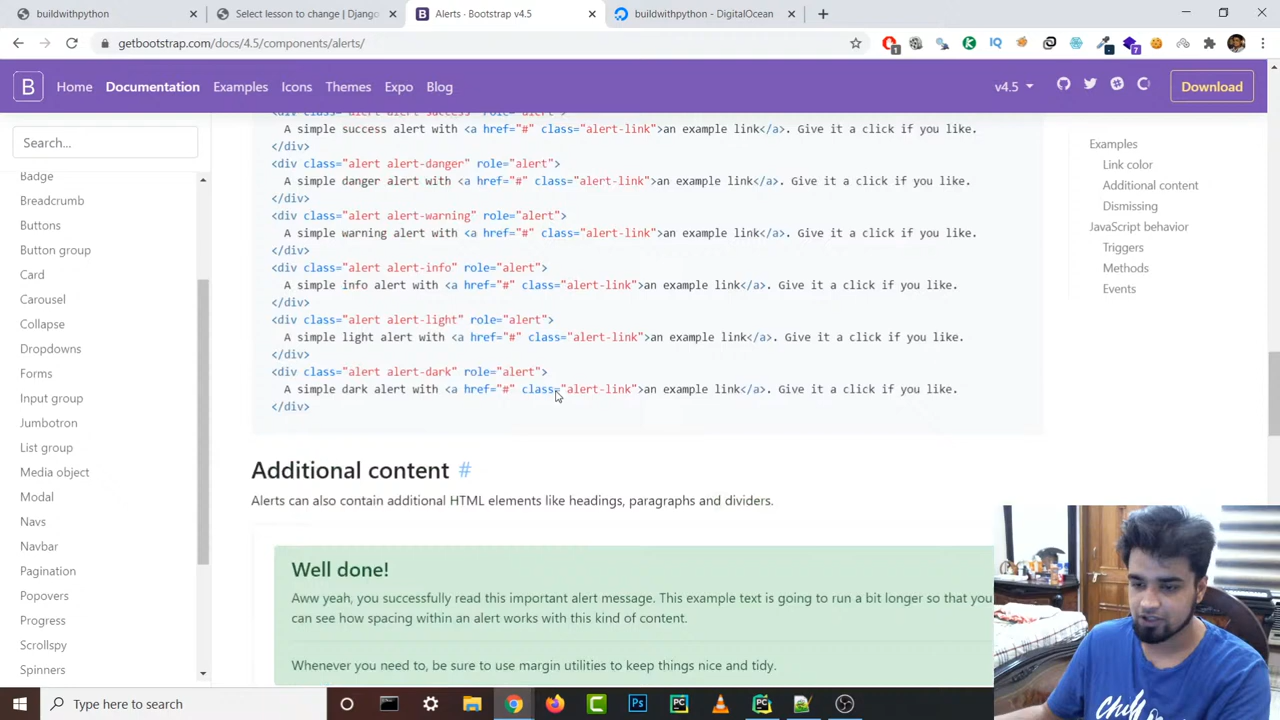 buildwithpython
Select lesson to change | Django
Alerts · Bootstrap v4.5
buildwithpython - DigitalOcean
getbootstrap.com/docs/4.5/components/alerts/
B Home Documentation Examples Icons Themes Expo Blog v4.5 Download
Search...
Badge
Breadcrumb
Buttons
Button group
Card
Carousel
Collapse
Dropdowns
Forms
Input group
Jumbotron
List group
Media object
Modal
Navs
Navbar
Pagination
Popovers
Progress
Scrollspy
Spinners
<div class="alert alert-success" role="alert">
A simple success alert with <a href="#" class="alert-link">an example link</a>. Give it a click if you like.
</div>
<div class="alert alert-danger" role="alert">
A simple danger alert with <a href="#" class="alert-link">an example link</a>. Give it a click if you like.
</div>
<div class="alert alert-warning" role="alert">
A simple warning alert with <a href="#" class="alert-link">an example link</a>. Give it a click if you like.
</div>
<div class="alert alert-info" role="alert">
A simple info alert with <a href="#" class="alert-link">an example link</a>. Give it a click if you like.
</div>
<div class="alert alert-light" role="alert">
A simple light alert with <a href="#" class="alert-link">an example link</a>. Give it a click if you like.
</div>
<div class="alert alert-dark" role="alert">
A simple dark alert with <a href="#" class="alert-link">an example link</a>. Give it a click if you like.
</div>
Additional content #
Alerts can also contain additional HTML elements like headings, paragraphs and dividers.
Well done!
Aww yeah, you successfully read this important alert message. This example text is going to run a bit longer so that you
can see how spacing within an alert works with this kind of content.
Whenever you need to, be sure to use margin utilities to keep things nice and tidy.
Examples
Link color
Additional content
Dismissing
JavaScript behavior
Triggers
Methods
Events
Type here to search